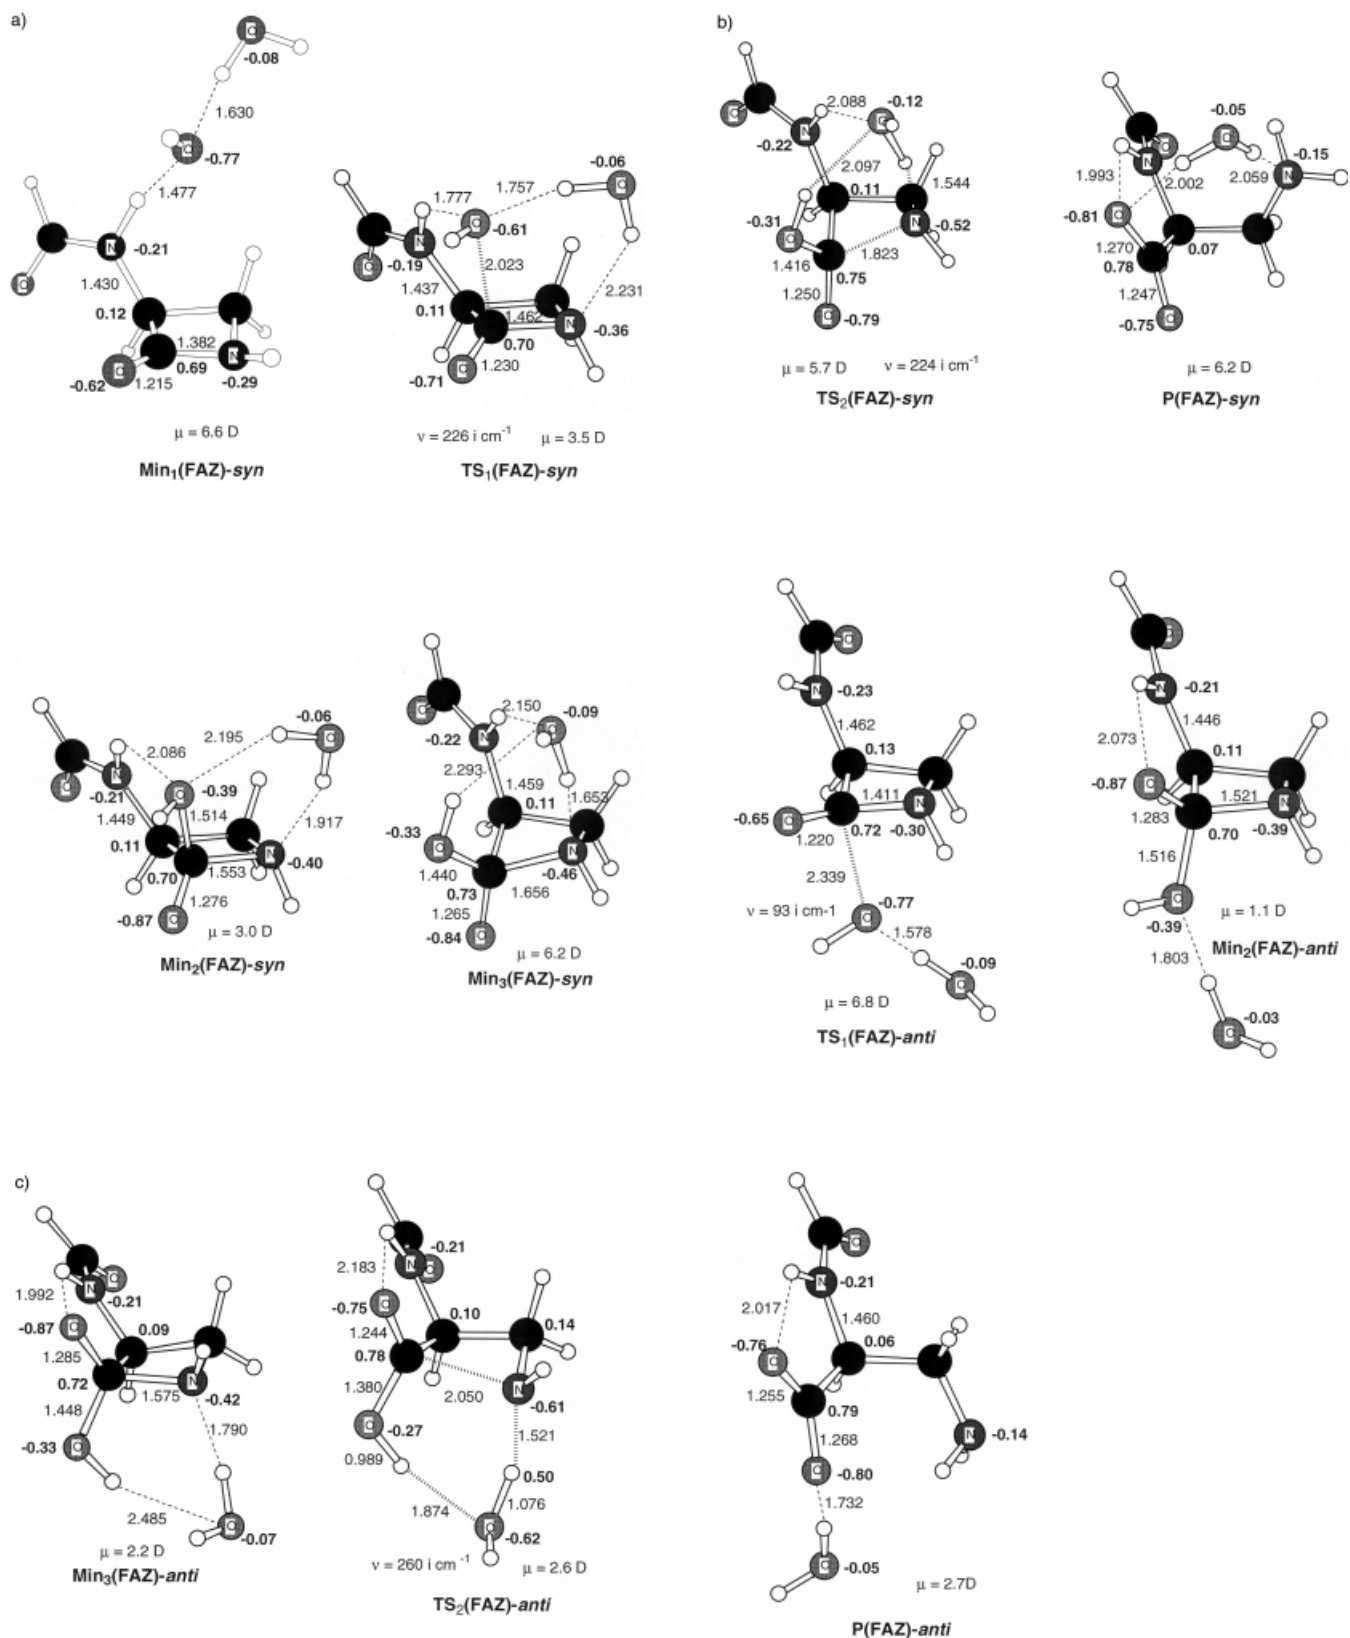 a)
O
-0.08
1.630
O
-0.77
1.477
N
-0.21
O
1.430
0.12
1.382
N
O
-0.62
1.215
0.69
-0.29
μ = 6.6 D
Min₁(FAZ)-syn
-0.06
1.757
O
1.777
N
O
-0.61
-0.19
O
2.023
1.437
2.231
0.11
1.462
N
-0.36
0.70
O
1.230
-0.71
ν = 226 i cm⁻¹
μ = 3.5 D
TS₁(FAZ)-syn
b)
-0.12
2.088
O
O
N
-0.22
2.097
0.11
1.544
-0.31
O
N
-0.52
1.416
1.823
0.75
1.250
O
-0.79
μ = 5.7 D
ν = 224 i cm⁻¹
TS₂(FAZ)-syn
-0.05
O
O
N
-0.15
1.993
2.002
2.059
N
-0.81
O
1.270
0.78
0.07
1.247
-0.75
O
μ = 6.2 D
P(FAZ)-syn
-0.06
2.195
O
2.086
N
O
-0.21
O
-0.39
1.449
1.514
1.917
0.11
N
-0.40
0.70
1.553
1.276
-0.87
O
μ = 3.0 D
Min₂(FAZ)-syn
2.150
-0.09
O
O
-0.22
N
2.293
1.459
1.653
0.11
-0.33
O
N
1.440
-0.46
0.73
1.656
1.265
-0.84
O
μ = 6.2 D
Min₃(FAZ)-syn
O
N
-0.23
1.462
0.13
1.411
N
-0.65
O
0.72
-0.30
1.220
2.339
ν = 93 i cm-1
-0.77
O
1.578
-0.09
O
μ = 6.8 D
TS₁(FAZ)-anti
O
N
-0.21
1.446
2.073
0.11
-0.87
O
1.521
N
1.283
-0.39
0.70
1.516
O
-0.39
μ = 1.1 D
Min₂(FAZ)-anti
1.803
O
-0.03
c)
O
N
1.992
-0.21
-0.87
O
0.09
1.285
0.72
1.575
N
-0.42
1.448
1.790
-0.33
O
2.485
O
-0.07
μ = 2.2 D
Min₃(FAZ)-anti
-0.21
N
O
2.183
-0.75
O
0.10
0.14
1.244
0.78
2.050
N
1.380
-0.61
O
-0.27
1.521
0.989
0.50
1.874
1.076
O
-0.62
ν = 260 i cm⁻¹
μ = 2.6 D
TS₂(FAZ)-anti
O
N
-0.21
2.017
1.460
-0.76
0.06
O
1.255
0.79
1.268
N
-0.14
O
-0.80
1.732
O
-0.05
μ = 2.7D
P(FAZ)-anti